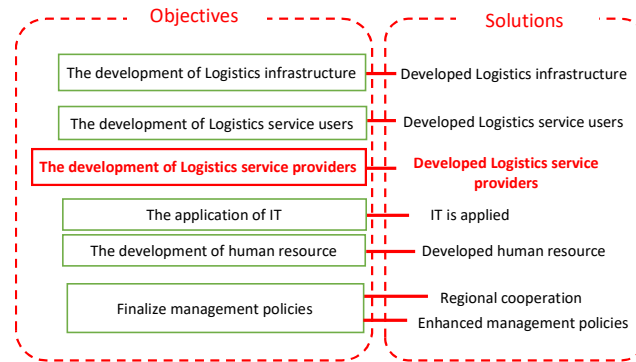 Objectives
Solutions
The development of Logistics infrastructure
Developed Logistics infrastructure
The development of Logistics service users
Developed Logistics service users
The development of Logistics service providers
Developed Logistics service
providers
The application of IT
IT is applied
The development of human resource
Developed human resource
Finalize management policies
Regional cooperation
Enhanced management policies